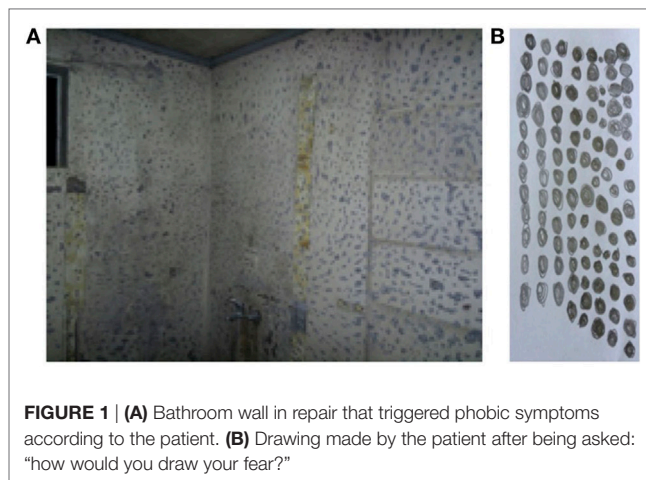 A
B
FIGURE 1 | (A) Bathroom wall in repair that triggered phobic symptoms
according to the patient. (B) Drawing made by the patient after being asked:
“how would you draw your fear?”